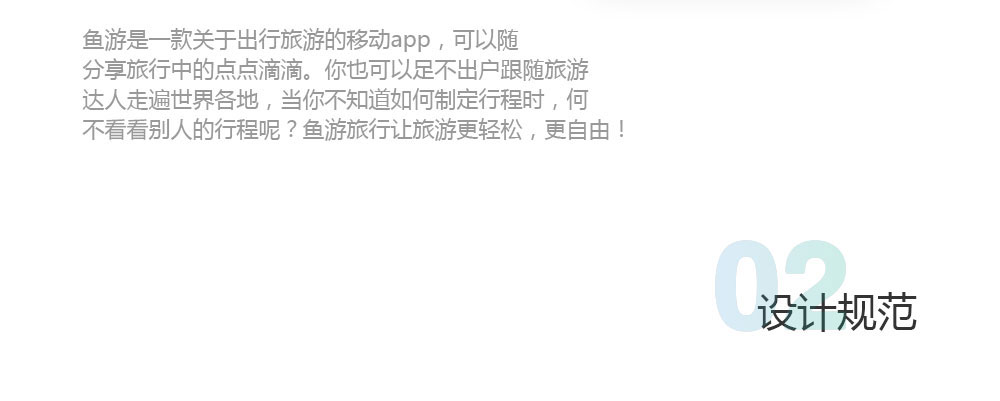 鱼游是一款关于出行旅游的移动app，可以随
分享旅行中的点点滴滴。你也可以足不出户跟随旅游
达人走遍世界各地，当你不知道如何制定行程时，何
不看看别人的行程呢？鱼游旅行让旅游更轻松，更自由！
02
设计规范